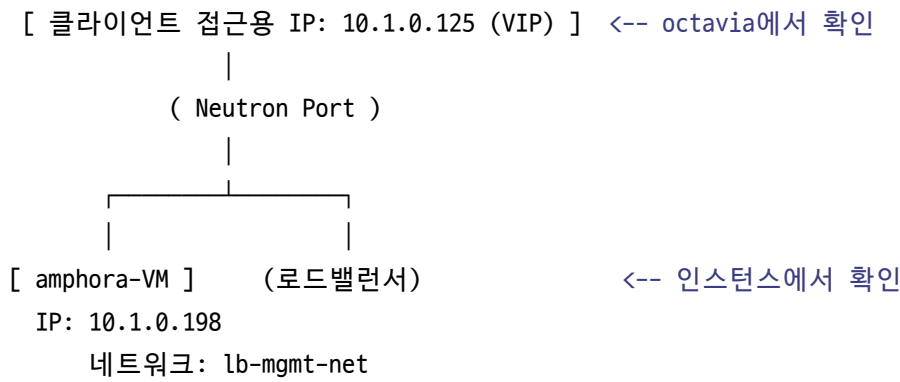 [ 클라이언트 접근용 IP: 10.1.0.125 (VIP) ] <-- octavia에서 확인
( Neutron Port )
[ amphora-VM ] (로드밸런서) <-- 인스턴스에서 확인
IP: 10.1.0.198
네트워크: lb-mgmt-net